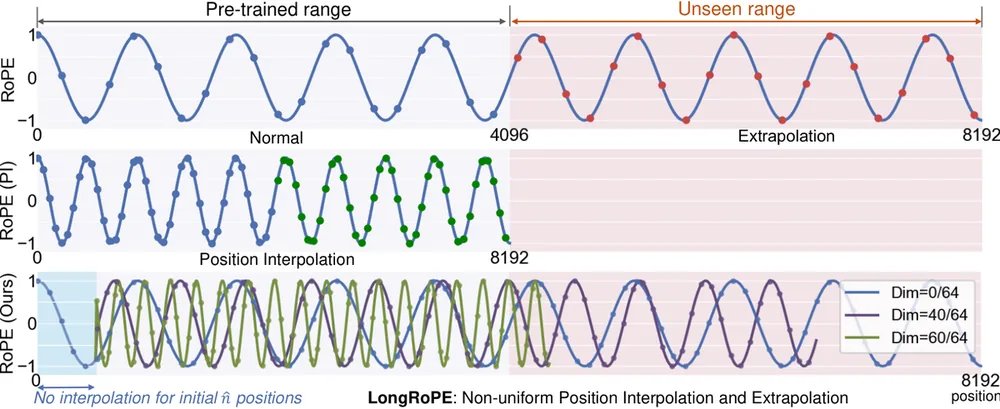 Pre-trained range
Unseen range
RoPE
1
0
−1
0
Normal
4096
Extrapolation
8192
RoPE (PI)
1
0
−1
0
Position Interpolation
8192
RoPE (Ours)
1
0
−1
Dim=0/64
Dim=40/64
Dim=60/64
0
8192
No interpolation for initial n̂ positions
LongRoPE: Non-uniform Position Interpolation and Extrapolation
position